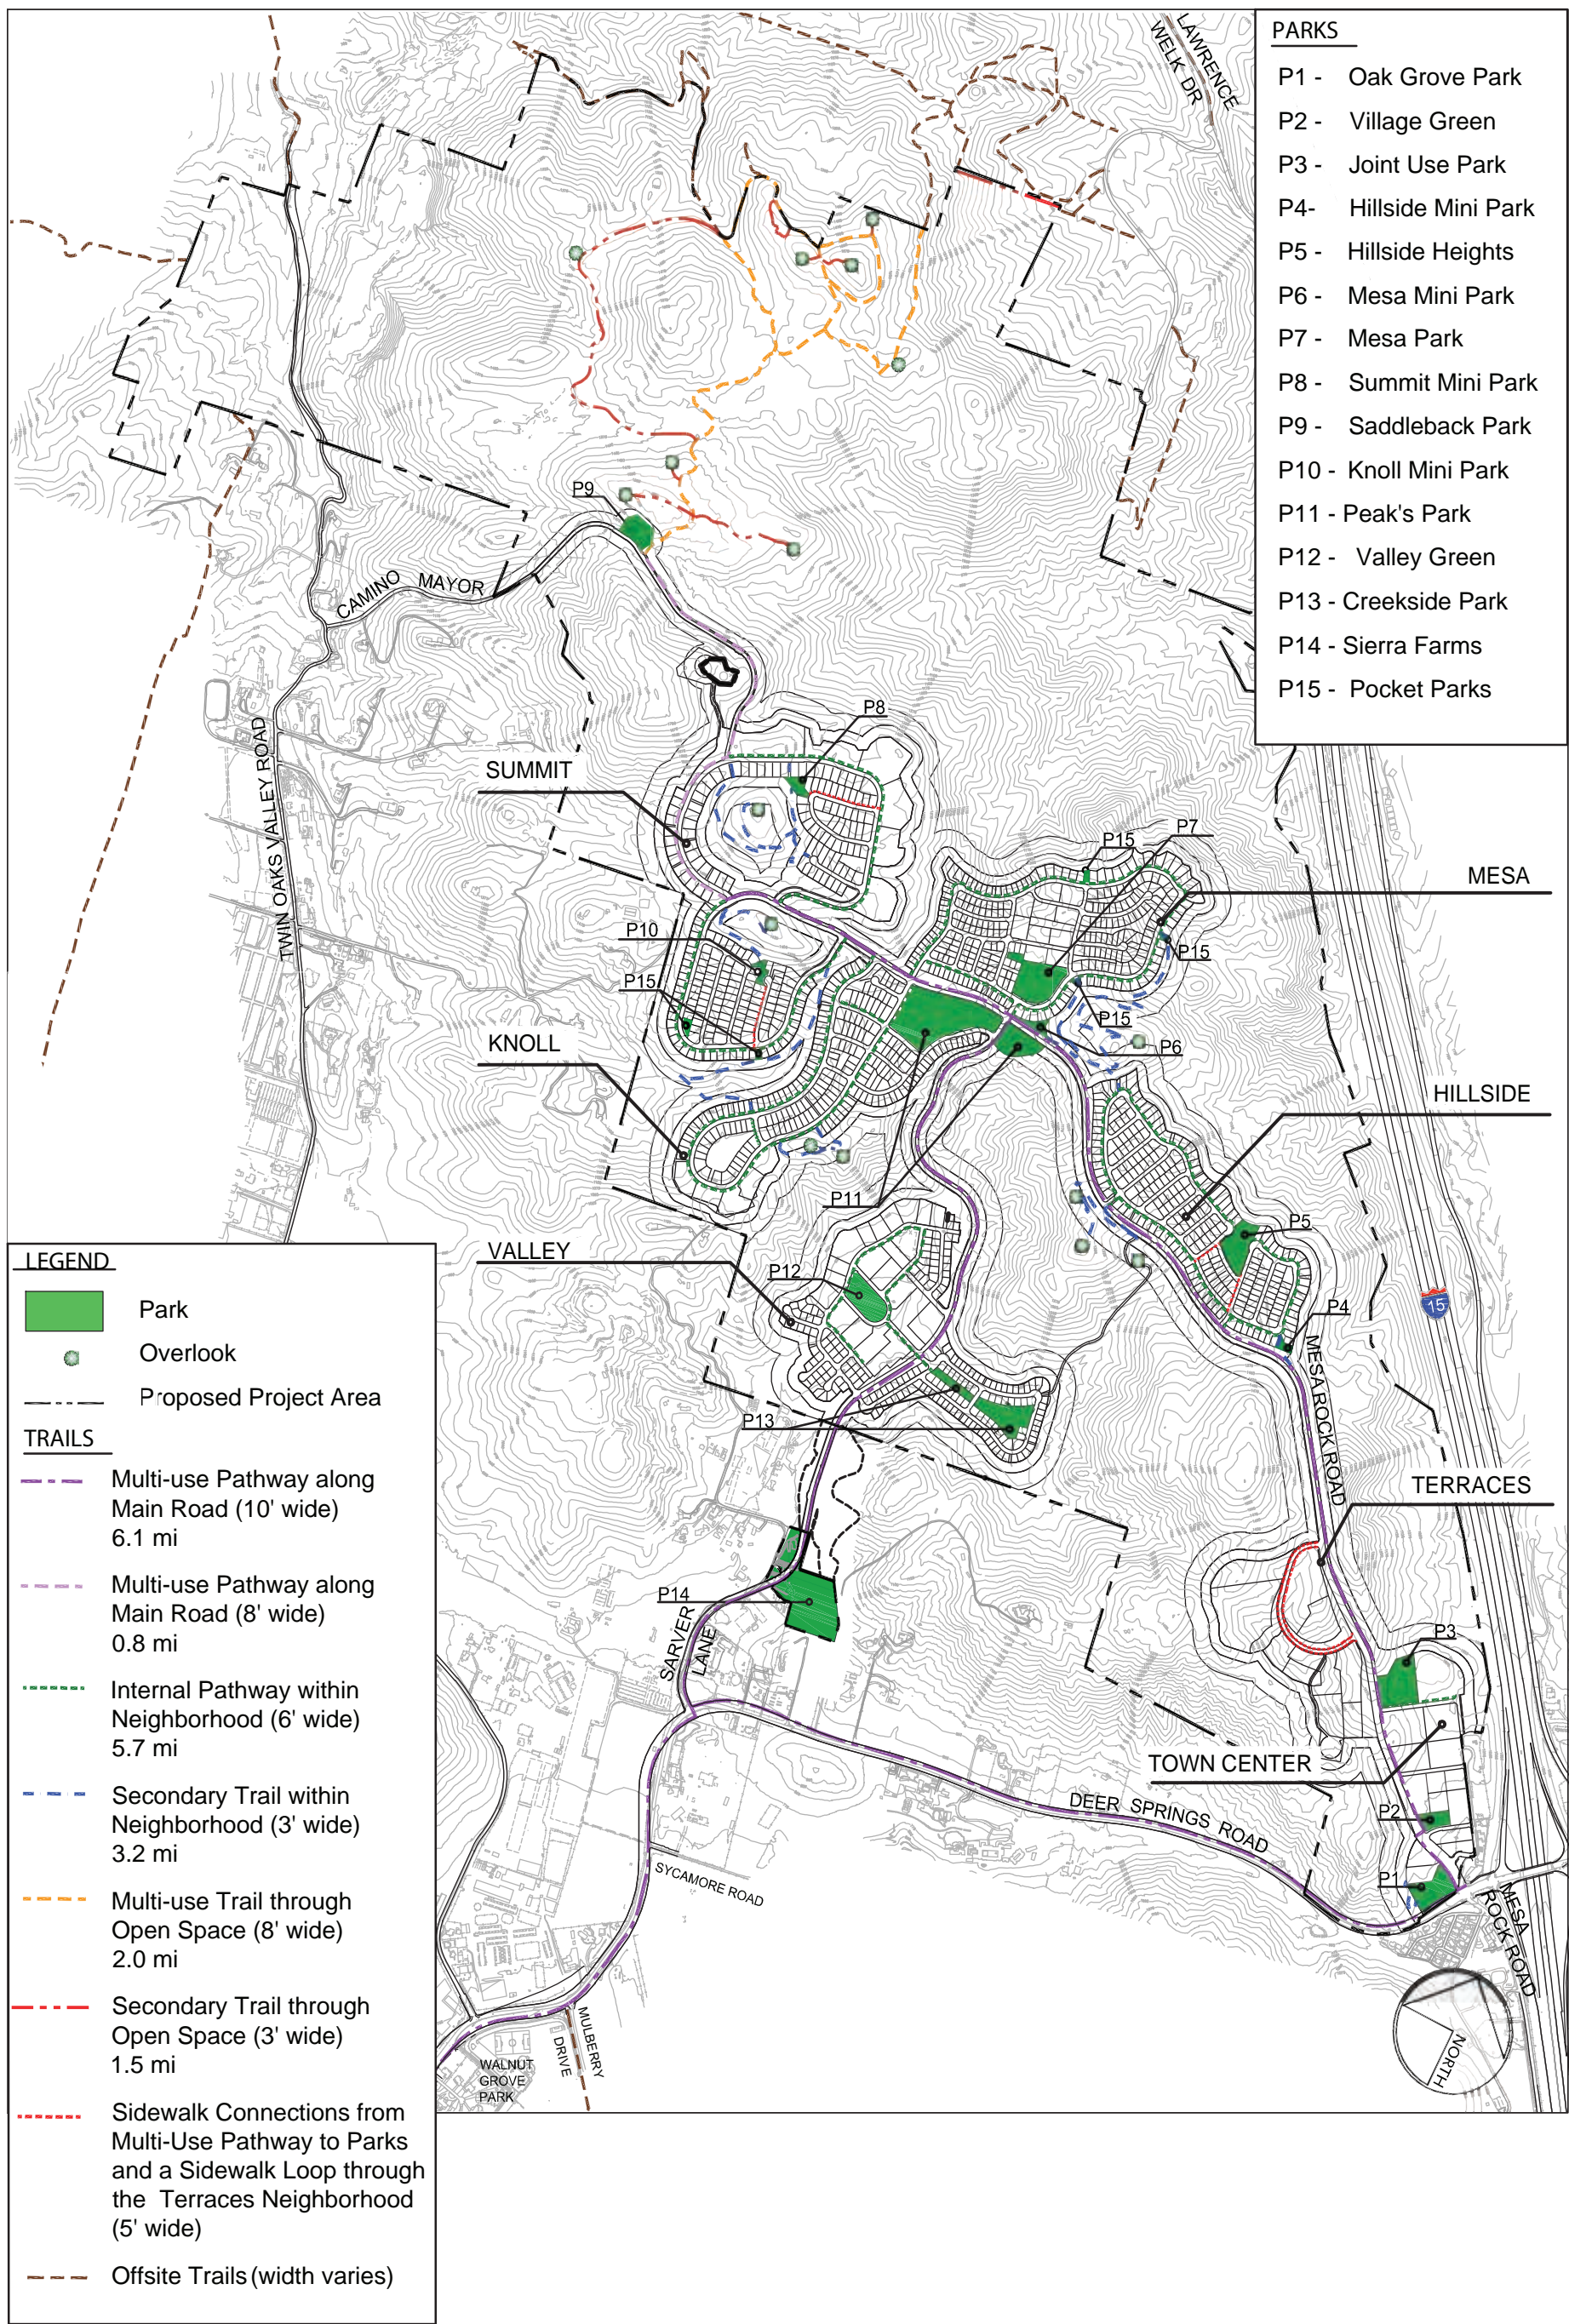 LAWRENCE
WELK DR
PARKS
P1 - Oak Grove Park
P2 - Village Green
P3 - Joint Use Park
P4- Hillside Mini Park
P5 - Hillside Heights
P6 - Mesa Mini Park
P7 - Mesa Park
P8 - Summit Mini Park
P9 - Saddleback Park
P10 - Knoll Mini Park
P11 - Peak's Park
P12 - Valley Green
P13 - Creekside Park
P14 - Sierra Farms
P15 - Pocket Parks
P9
CAMINO MAYOR
TWIN OAKS VALLEY ROAD
P8
SUMMIT
P7
P15
MESA
P10
P15
P15
P15
KNOLL
P6
HILLSIDE
P11
P5
VALLEY
P12
15
P4
MESA ROCK ROAD
P13
TERRACES
P14
SARVER
LANE
P3
TOWN CENTER
DEER SPRINGS ROAD
P2
SYCAMORE ROAD
P1
MESA
ROCK ROAD
NORTH
MULBERRY
DRIVE
WALNUT
GROVE
PARK
LEGEND
Park
Overlook
Proposed Project Area
TRAILS
Multi-use Pathway along
Main Road (10' wide)
6.1 mi
Multi-use Pathway along
Main Road (8' wide)
0.8 mi
Internal Pathway within
Neighborhood (6' wide)
5.7 mi
Secondary Trail within
Neighborhood (3' wide)
3.2 mi
Multi-use Trail through
Open Space (8' wide)
2.0 mi
Secondary Trail through
Open Space (3' wide)
1.5 mi
Sidewalk Connections from
Multi-Use Pathway to Parks
and a Sidewalk Loop through
the Terraces Neighborhood
(5' wide)
Offsite Trails (width varies)